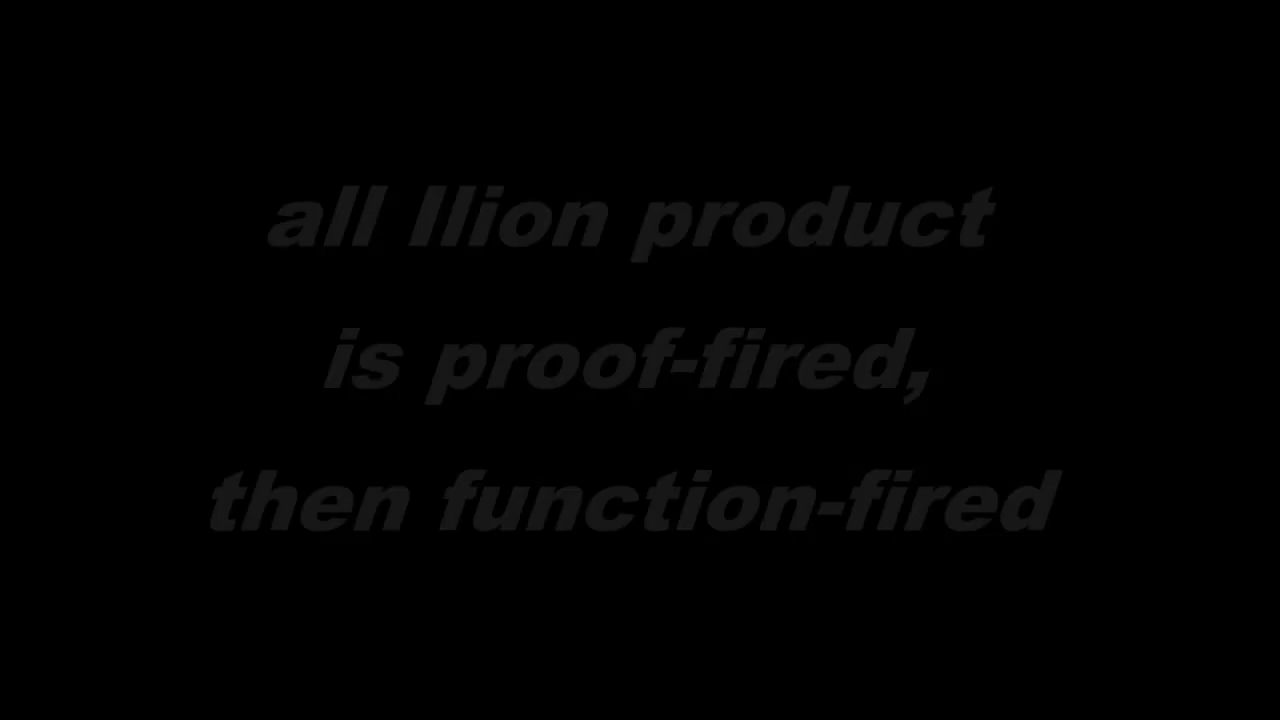 all Ilion product
is proof-fired,
then function-fired